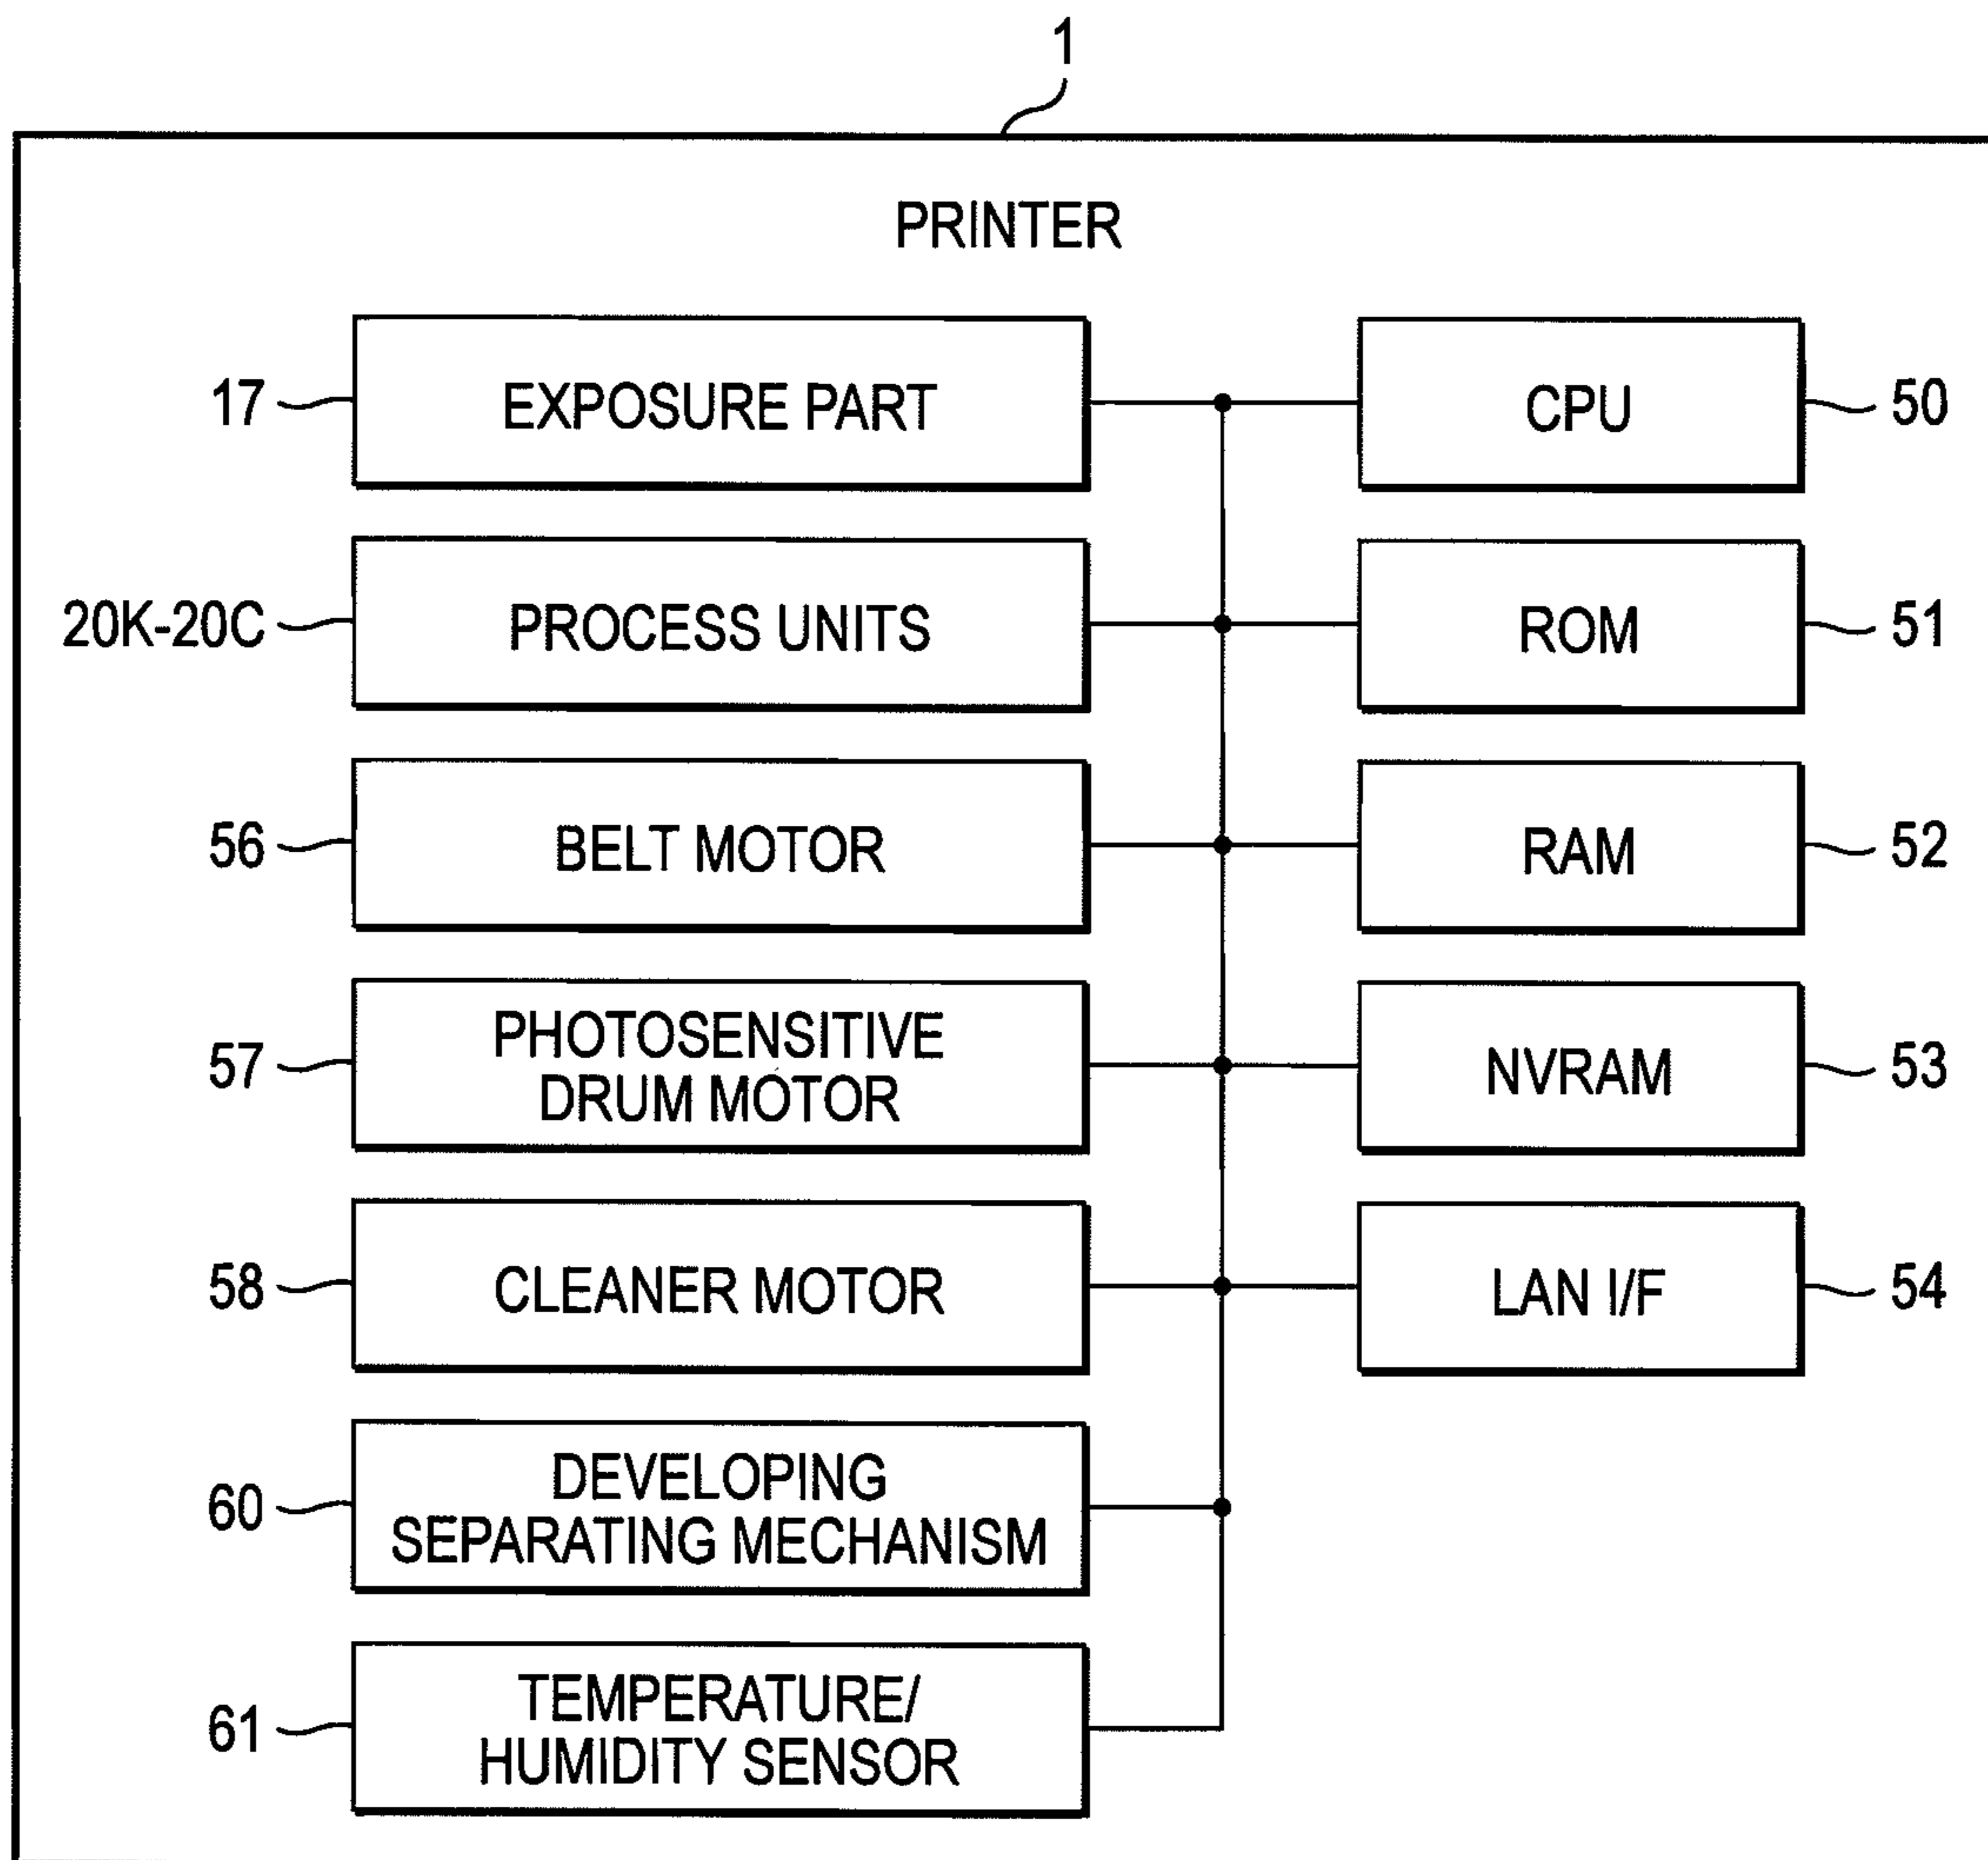 1
PRINTER
17 EXPOSURE PART CPU 50
20K-20C PROCESS UNITS ROM 51
56 BELT MOTOR RAM 52
57 PHOTOSENSITIVE
DRUM MOTOR NVRAM 53
58 CLEANER MOTOR LAN I/F 54
60 DEVELOPING
SEPARATING MECHANISM
61 TEMPERATURE/
HUMIDITY SENSOR